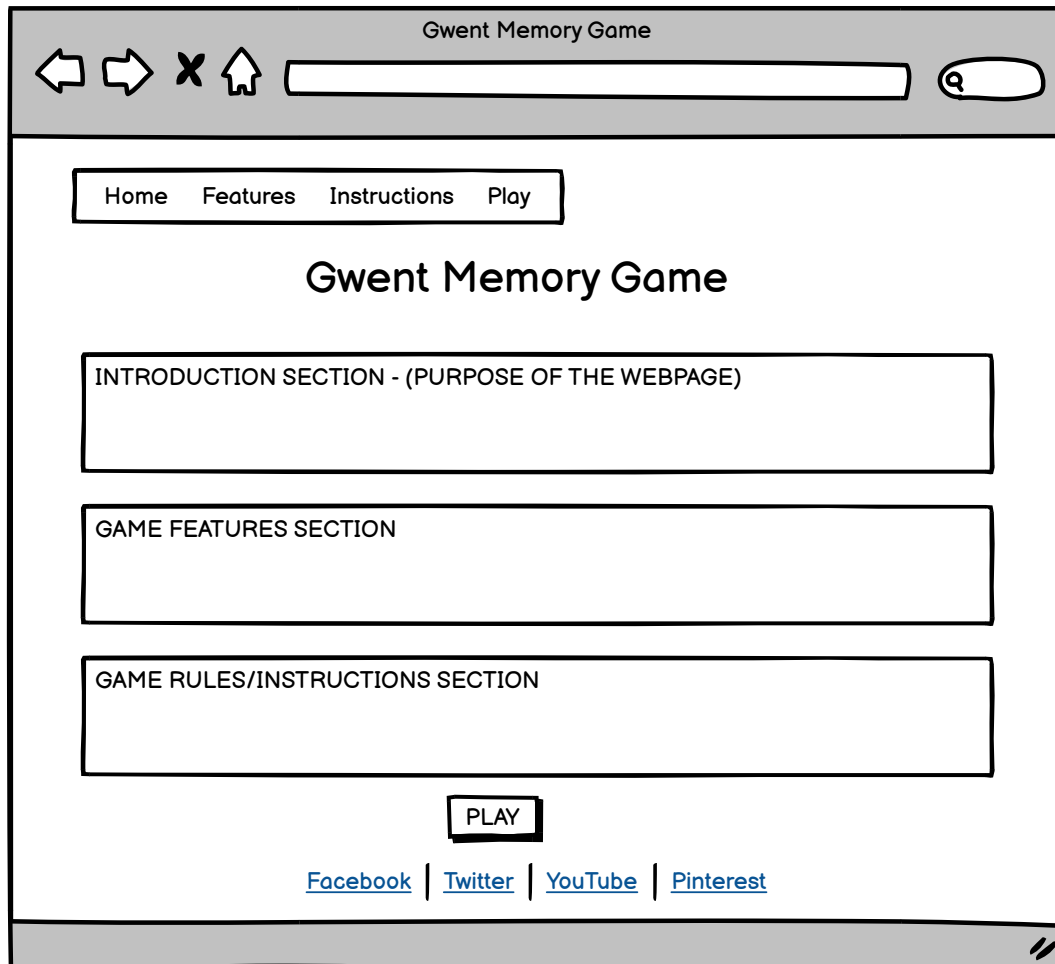 Gwent Memory Game
Home Features Instructions Play
Gwent Memory Game
INTRODUCTION SECTION - (PURPOSE OF THE WEBPAGE)
GAME FEATURES SECTION
GAME RULES/INSTRUCTIONS SECTION
PLAY
Facebook Twitter YouTube Pinterest